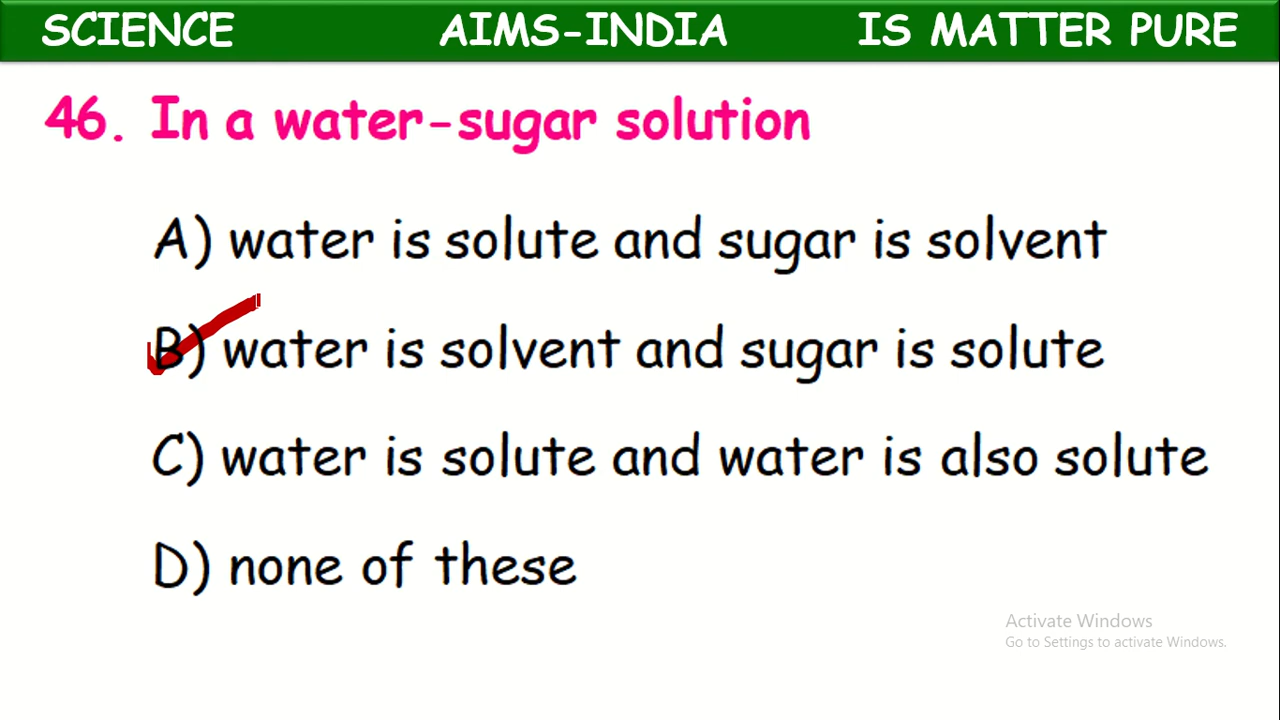 SCIENCE AIMS-INDIA IS MATTER PURE
46. In a water-sugar solution
A) water is solute and sugar is solvent
B) water is solvent and sugar is solute
C) water is solute and water is also solute
D) none of these
Activate Windows
Go to Settings to activate Windows.